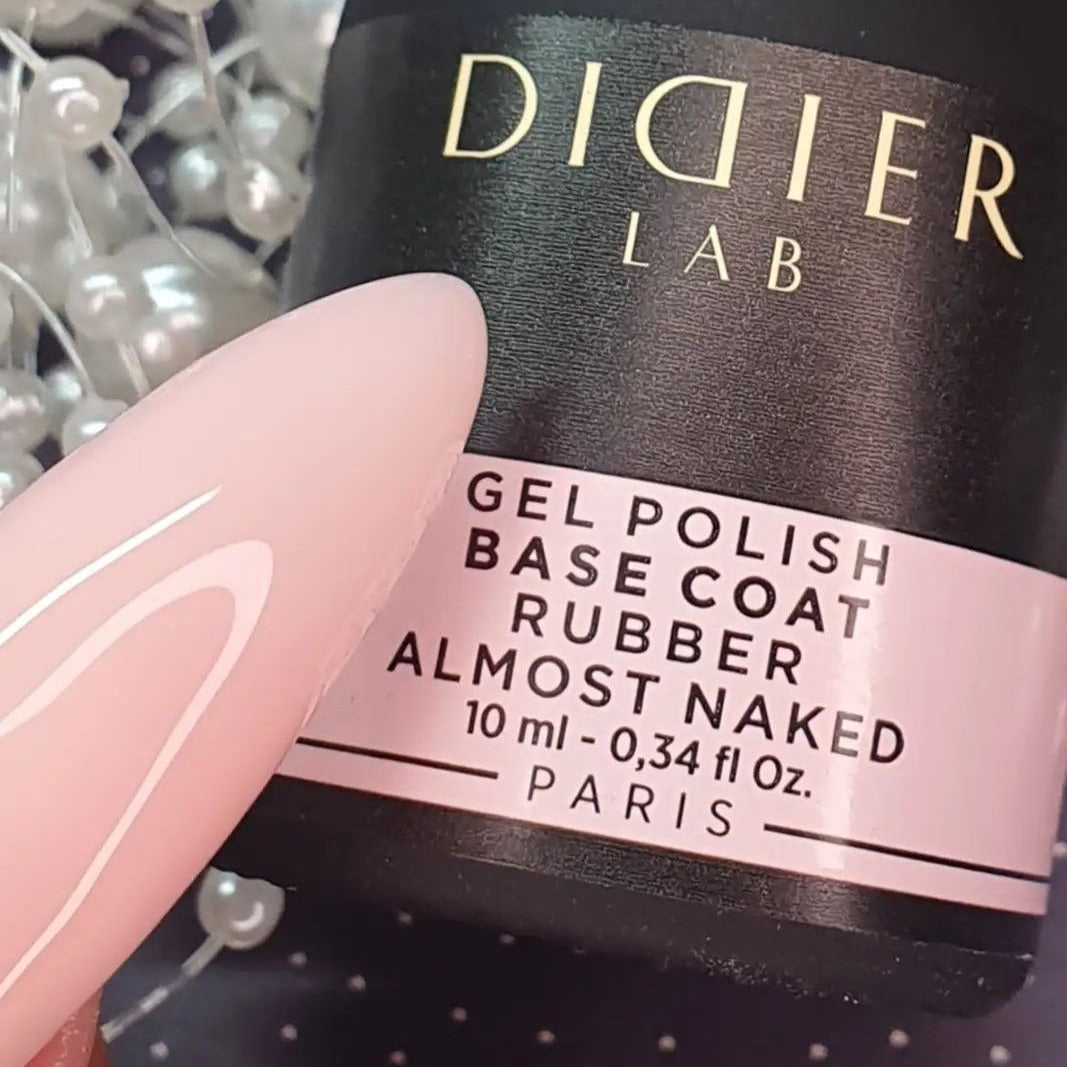 DIDIER
LAB
GEL POLISH
BASE COAT
RUBBER
ALMOST NAKED
10 ml - 0,34 fl Oz.
PARIS